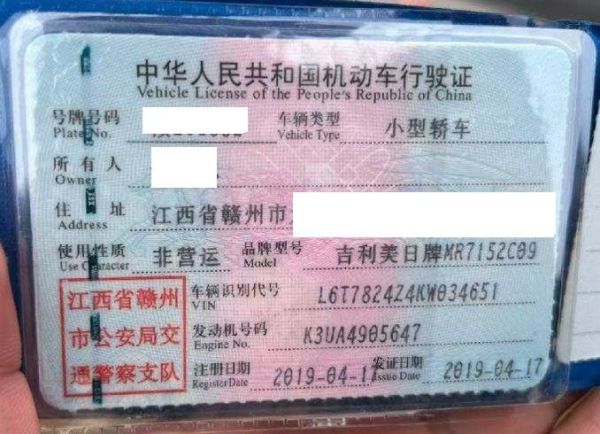 中华人民共和国机动车行驶证
Vehicle License of the People's Republic of China
号牌号码 车辆类型 小型轿车
Plate No. Vehicle Type
所有人
Owner
住址 江西省赣州市
Address
使用性质 非营运 品牌型号 吉利美日牌MR7152C09
Use Character Model
江西省赣州 车辆识别代号 L6T7824Z4KW034651
VIN
市公安局交 发动机号码 K3UA4905647
Engine No.
通警察支队 注册日期 2019-04-17 发证日期 2019-04-17
Register Date Issue Date